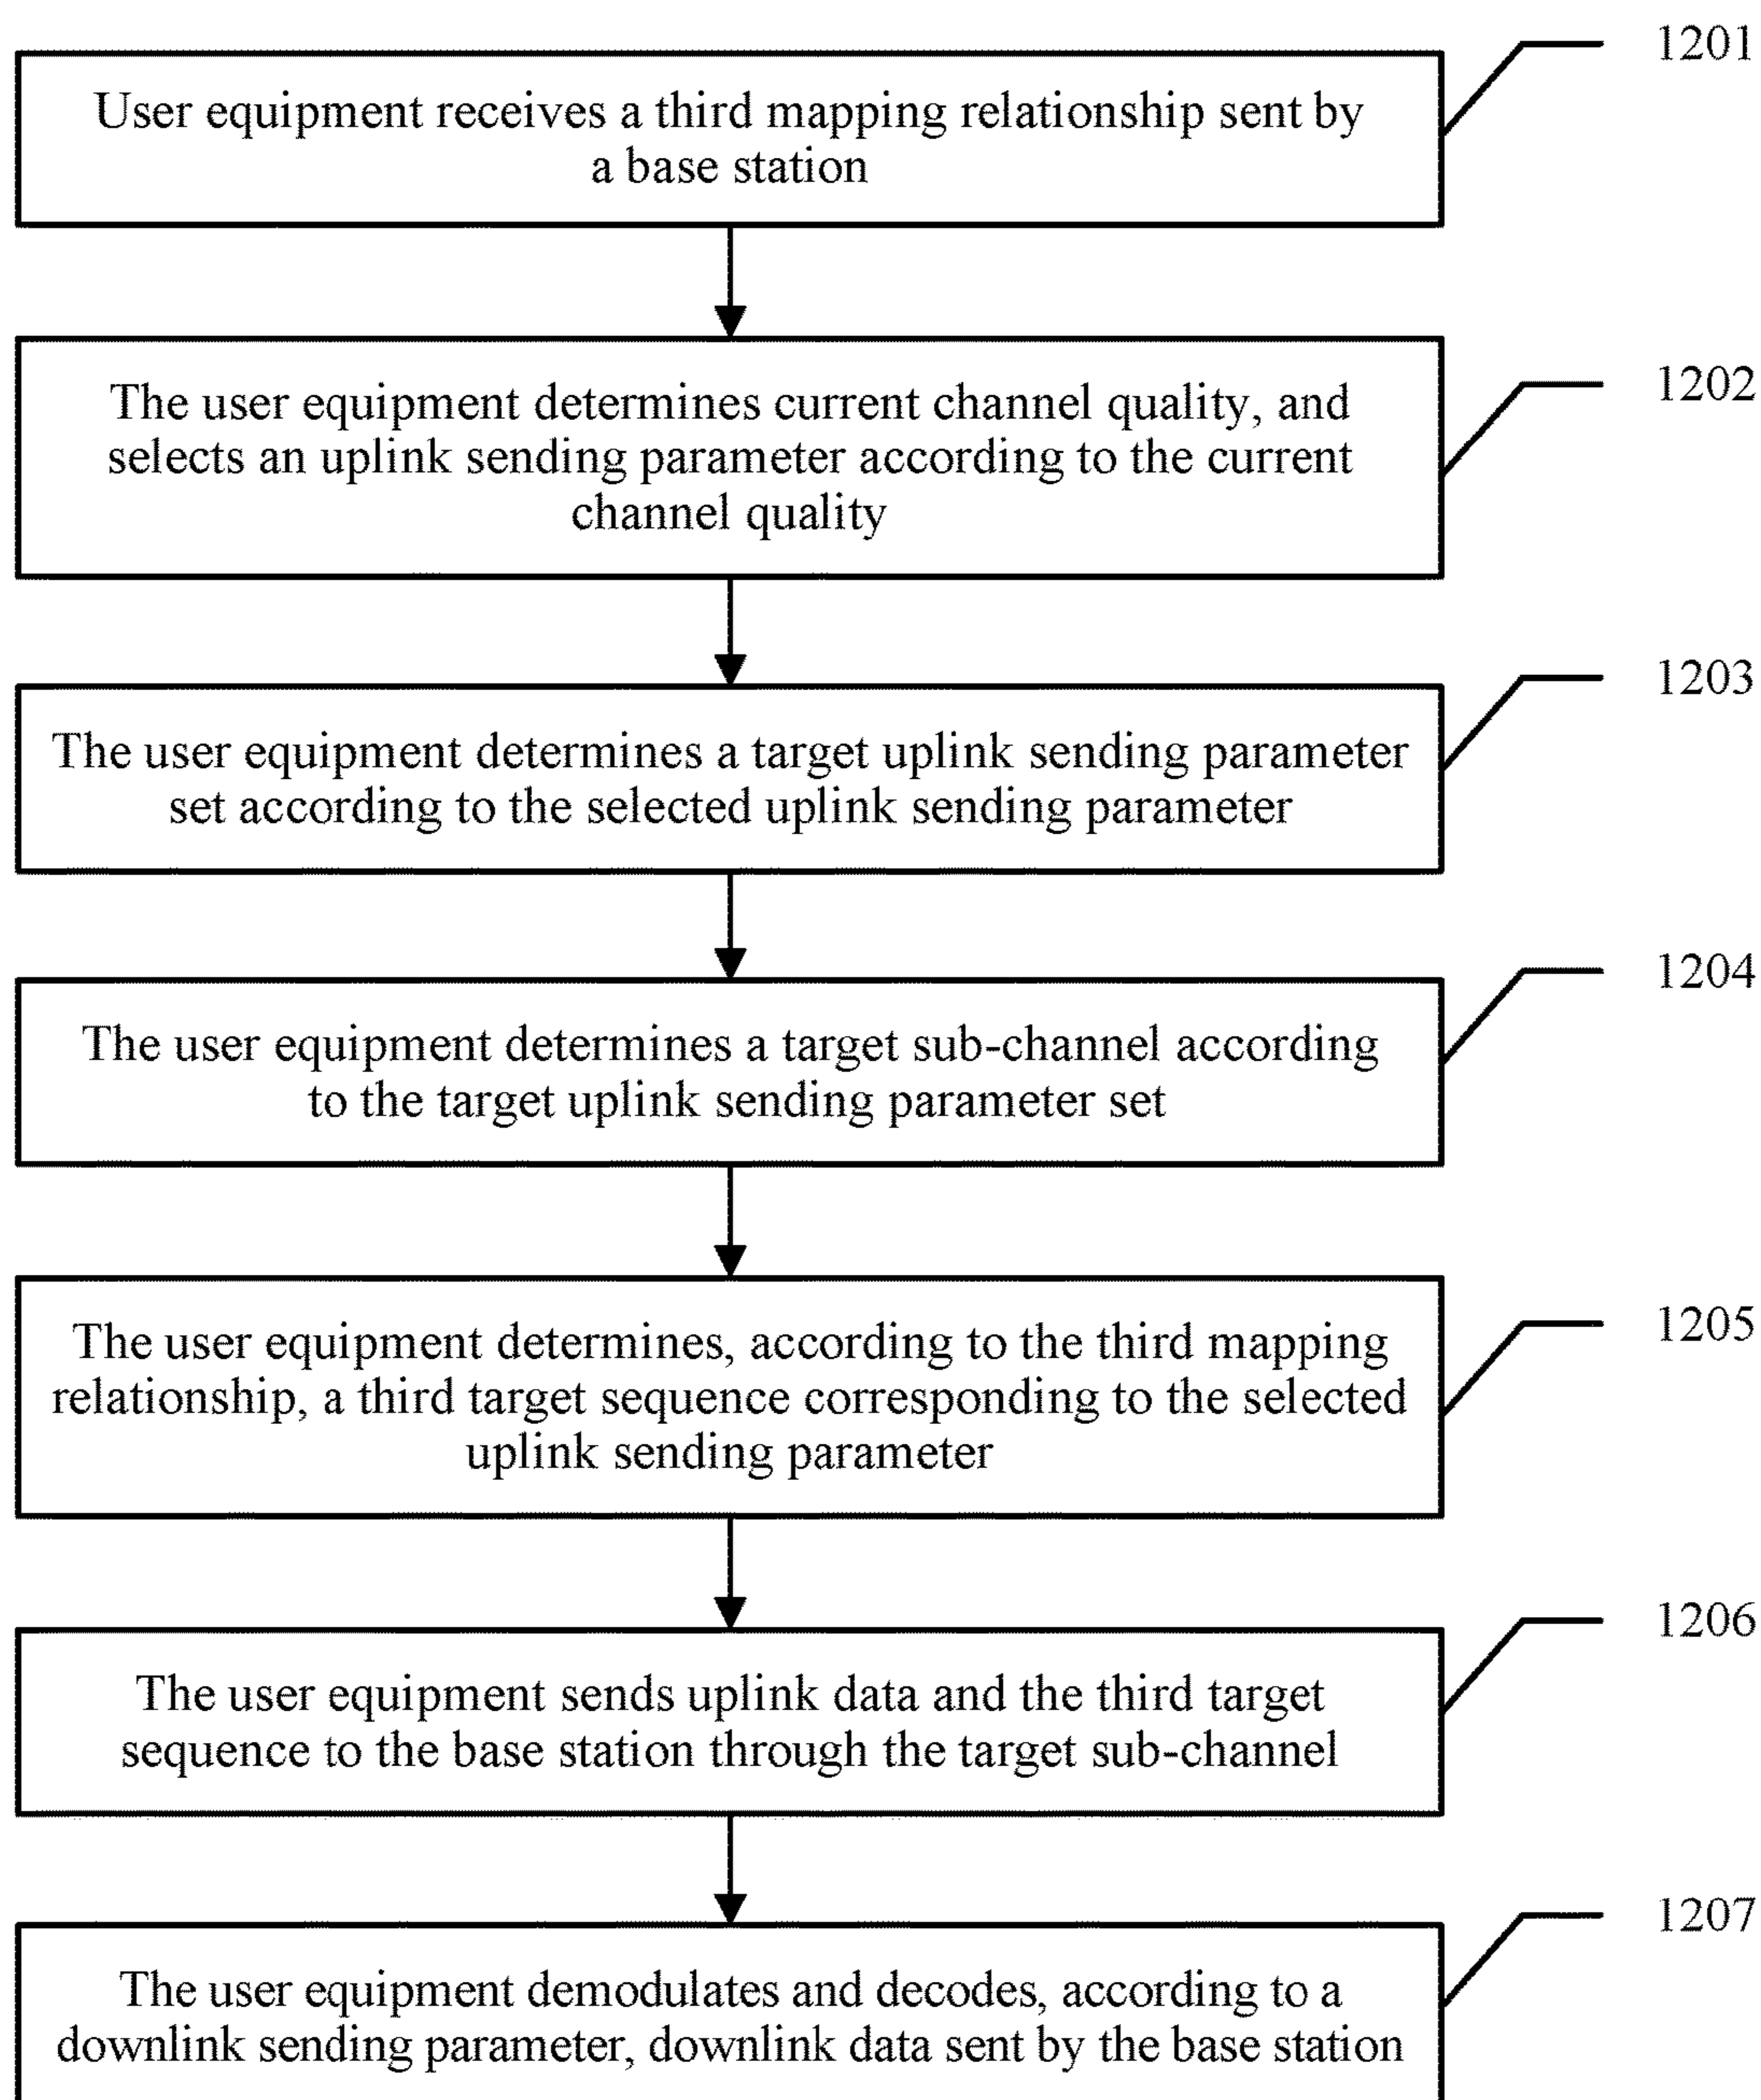 1201
User equipment receives a third mapping relationship sent by
a base station
1202
The user equipment determines current channel quality, and
selects an uplink sending parameter according to the current
channel quality
1203
The user equipment determines a target uplink sending parameter
set according to the selected uplink sending parameter
1204
The user equipment determines a target sub-channel according
to the target uplink sending parameter set
1205
The user equipment determines, according to the third mapping
relationship, a third target sequence corresponding to the selected
uplink sending parameter
1206
The user equipment sends uplink data and the third target
sequence to the base station through the target sub-channel
1207
The user equipment demodulates and decodes, according to a
downlink sending parameter, downlink data sent by the base station